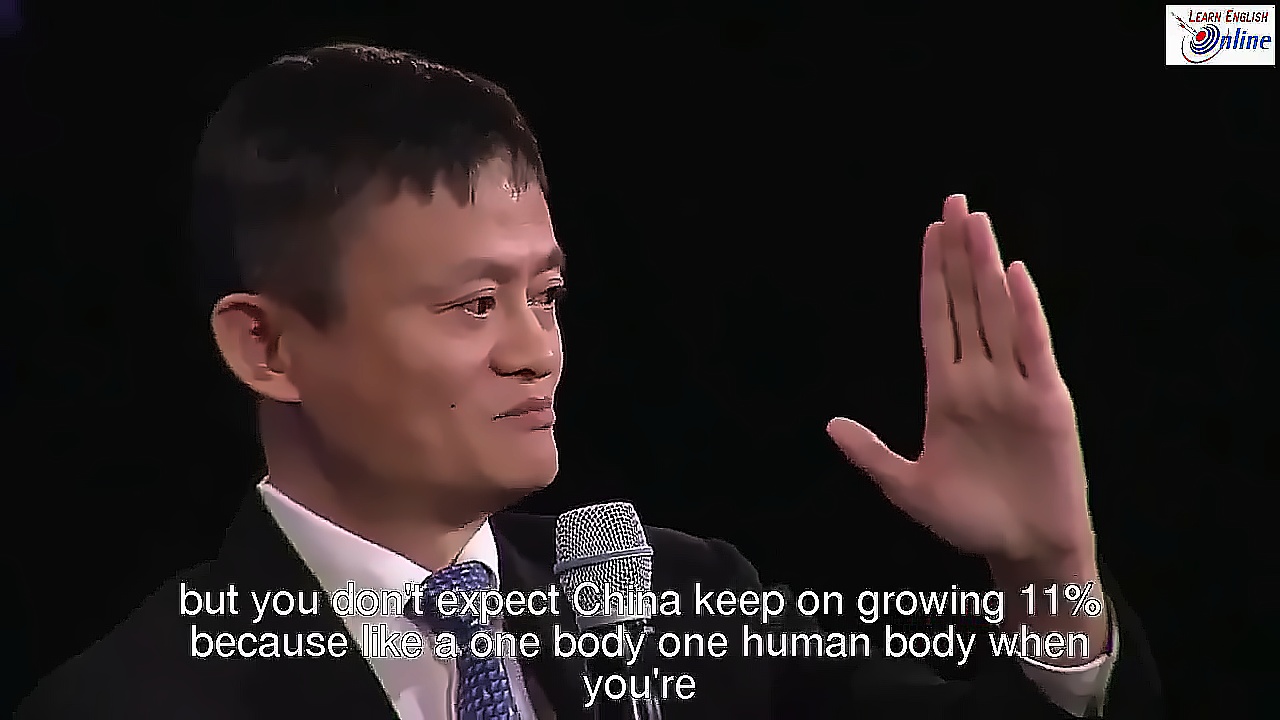 LEARN ENGLISH
Online
but you don't expect China keep on growing 11%
because like a one body one human body when
you're